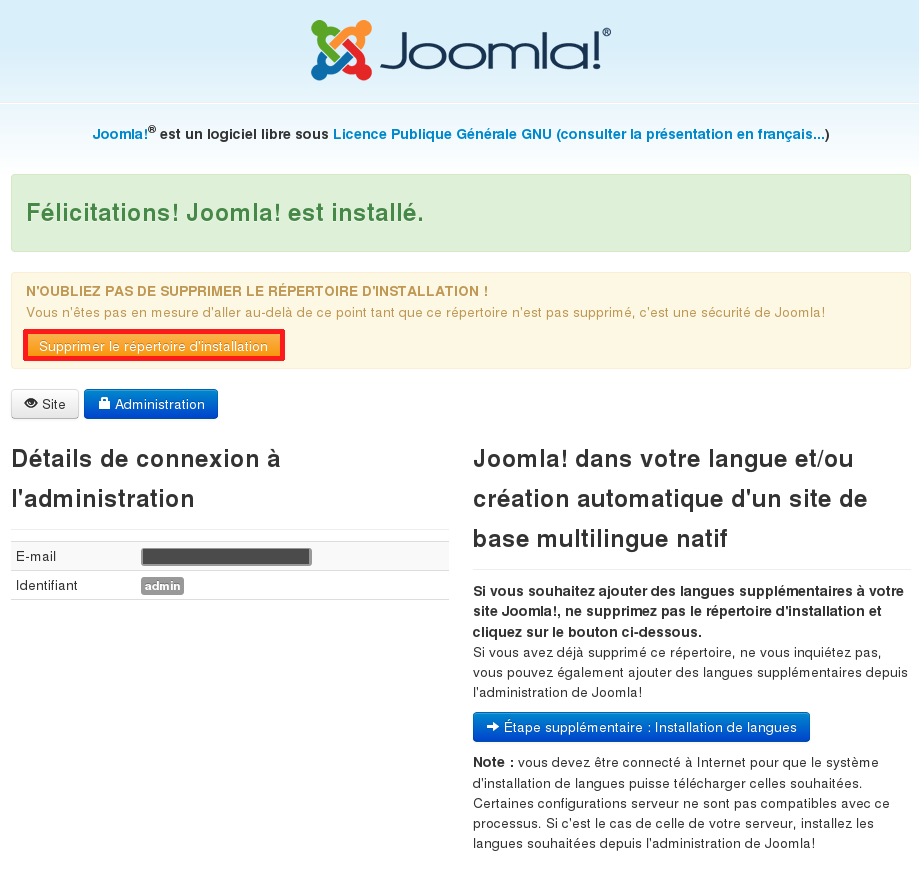 Joomla!®
Joomla!® est un logiciel libre sous Licence Publique Générale GNU (consulter la présentation en français...)
Félicitations! Joomla! est installé.
N'OUBLIEZ PAS DE SUPPRIMER LE RÉPERTOIRE D'INSTALLATION !
Vous n'êtes pas en mesure d'aller au-delà de ce point tant que ce répertoire n'est pas supprimé, c'est une sécurité de Joomla!
Supprimer le répertoire d'installation
Site
Administration
Détails de connexion à
l'administration
E-mail
Identifiant admin
Joomla! dans votre langue et/ou
création automatique d'un site de
base multilingue natif
Si vous souhaitez ajouter des langues supplémentaires à votre
site Joomla!, ne supprimez pas le répertoire d'installation et
cliquez sur le bouton ci-dessous.
Si vous avez déjà supprimé ce répertoire, ne vous inquiétez pas,
vous pouvez également ajouter des langues supplémentaires depuis
l'administration de Joomla!
Étape supplémentaire : Installation de langues
Note : vous devez être connecté à Internet pour que le système
d'installation de langues puisse télécharger celles souhaitées.
Certaines configurations serveur ne sont pas compatibles avec ce
processus. Si c'est le cas de celle de votre serveur, installez les
langues souhaitées depuis l'administration de Joomla!